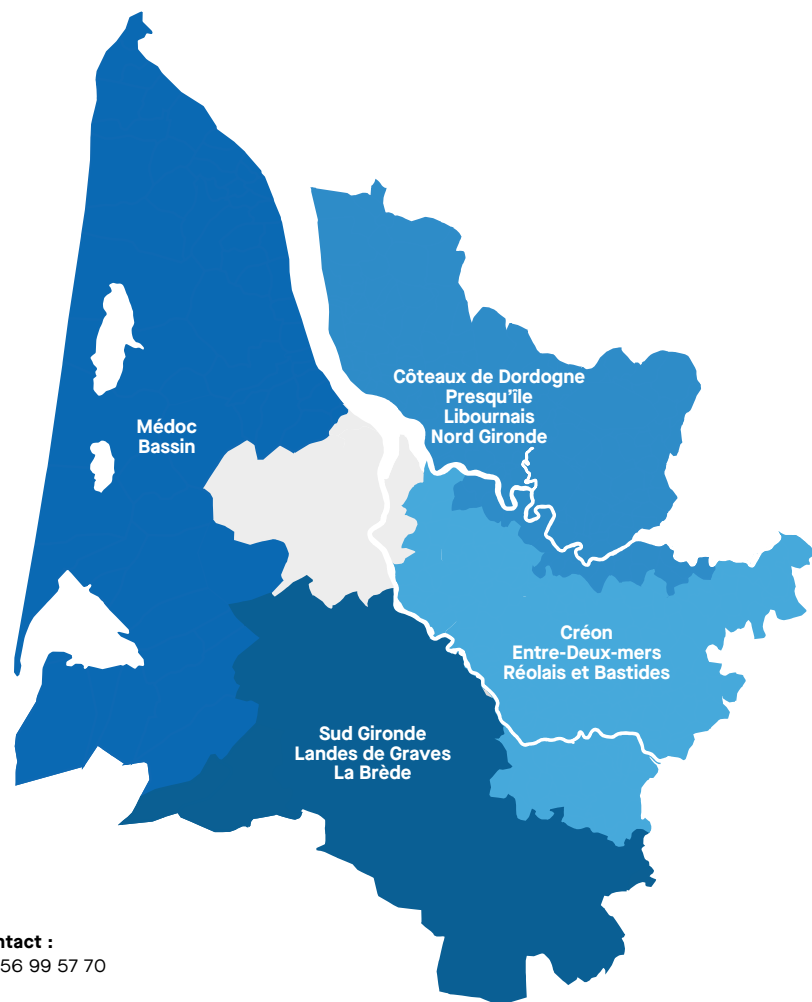 Côteaux de Dordogne
Presqu'île
Libournais
Nord Gironde
Médoc
Bassin
Créon
Entre-Deux-mers
Réolais et Bastides
Sud Gironde
Landes de Graves
La Brède
ntact :
56 99 57 70